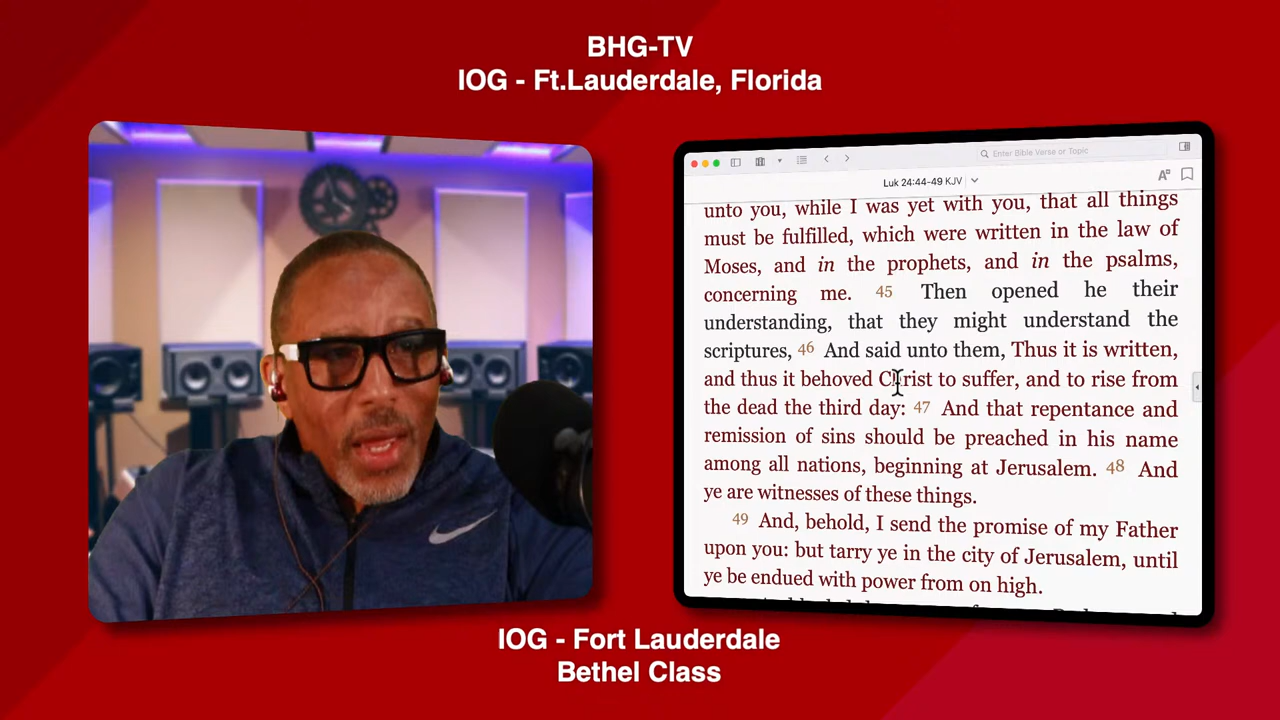 BHG-TV
IOG - Ft.Lauderdale, Florida
Enter Bible Verse or Topic
Luk 24:44-49 KJV
unto you, while I was yet with you, that all things
must be fulfilled, which were written in the law of
Moses, and in the prophets, and in the psalms,
concerning me. 45 Then opened he their
understanding, that they might understand the
scriptures, 46 And said unto them, Thus it is written,
and thus it behoved Christ to suffer, and to rise from
the dead the third day: 47 And that repentance and
remission of sins should be preached in his name
among all nations, beginning at Jerusalem. 48 And
ye are witnesses of these things.
49 And, behold, I send the promise of my Father
upon you: but tarry ye in the city of Jerusalem, until
ye be endued with power from on high.
IOG - Fort Lauderdale
Bethel Class